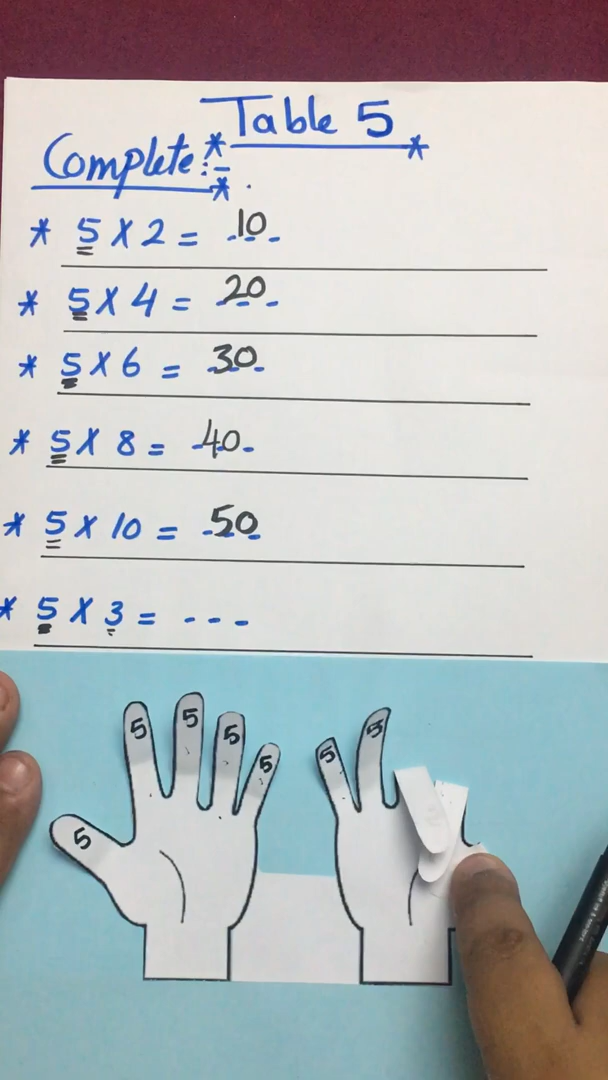 * Table 5 *
Complete:-
*
* 5 X 2 = 10
* 5 X 4 = 20
* 5 X 6 = 30
* 5 X 8 = 40
* 5 X 10 = 50
* 5 X 3 = - - -
5 5 5 5 5 5 5